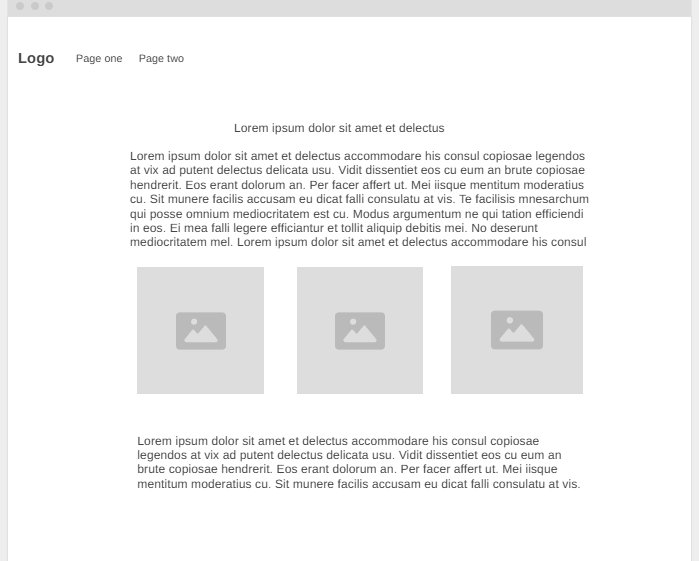 Logo Page one Page two
Lorem ipsum dolor sit amet et delectus
Lorem ipsum dolor sit amet et delectus accommodare his consul copiosae legendos
at vix ad putent delectus delicata usu. Vidit dissentiet eos cu eum an brute copiosae
hendrerit. Eos erant dolorum an. Per facer affert ut. Mei iisque mentitum moderatius
cu. Sit munere facilis accusam eu dicat falli consulatu at vis. Te facilisis mnesarchum
qui posse omnium mediocritatem est cu. Modus argumentum ne qui tation efficiendi
in eos. Ei mea falli legere efficiantur et tollit aliquip debitis mei. No deserunt
mediocritatem mel. Lorem ipsum dolor sit amet et delectus accommodare his consul
Lorem ipsum dolor sit amet et delectus accommodare his consul copiosae
legendos at vix ad putent delectus delicata usu. Vidit dissentiet eos cu eum an
brute copiosae hendrerit. Eos erant dolorum an. Per facer affert ut. Mei iisque
mentitum moderatius cu. Sit munere facilis accusam eu dicat falli consulatu at vis.